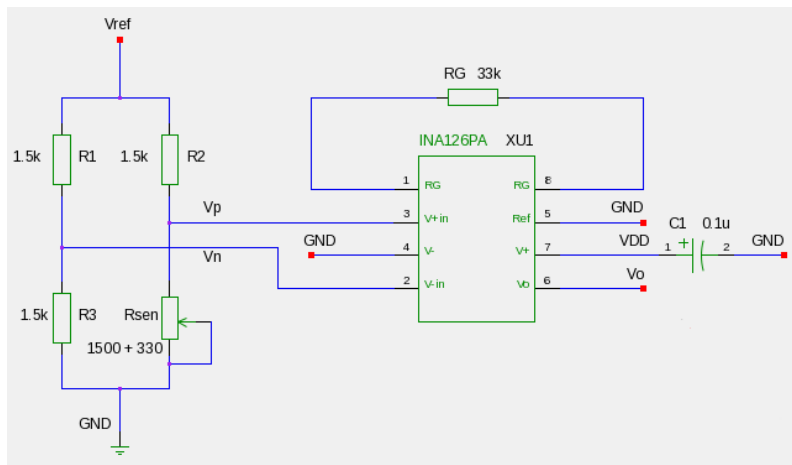 Vref
RG 33k
INA126PA XU1
1.5k R1
1.5k R2
1 RG
RG 8
Vp
3 V+in
Ref 5
GND
C1 0.1u
GND
4 V-
V+ 7
VDD
1 + 2
GND
Vn
2 V-in
Vo 6
Vo
1.5k R3
Rsen
1500 + 330
GND